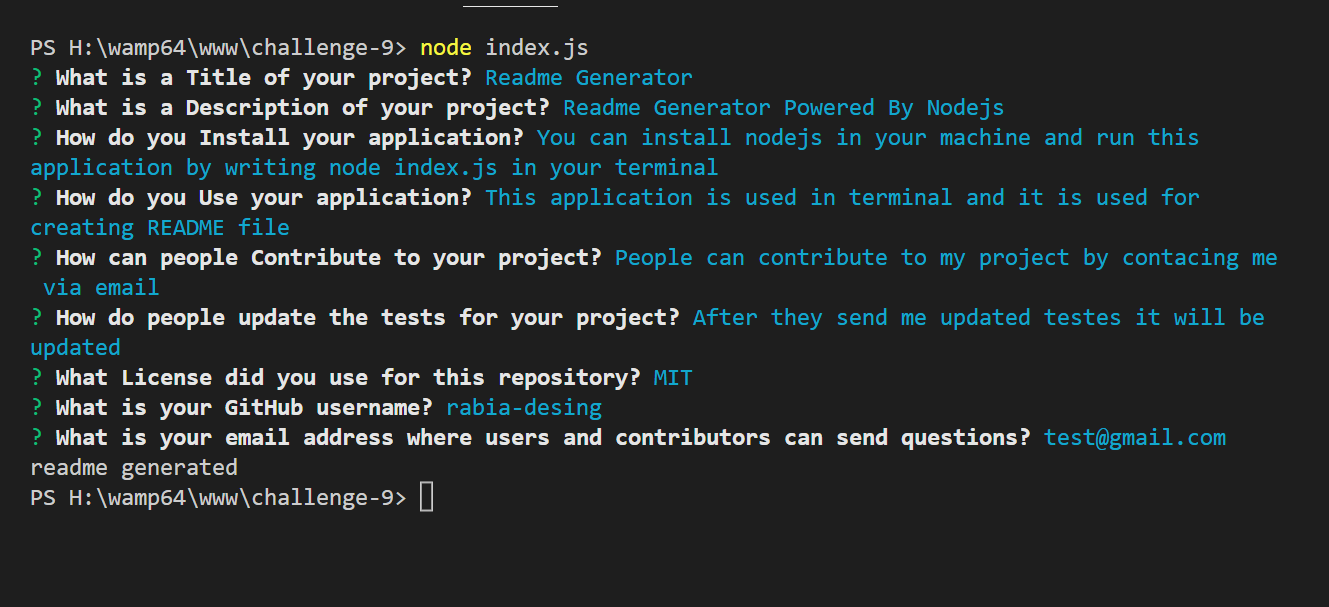 PS H:\wamp64\www\challenge-9> node index.js
? What is a Title of your project? Readme Generator
? What is a Description of your project? Readme Generator Powered By Nodejs
? How do you Install your application? You can install nodejs in your machine and run this
application by writing node index.js in your terminal
? How do you Use your application? This application is used in terminal and it is used for
creating README file
? How can people Contribute to your project? People can contribute to my project by contacing me
via email
? How do people update the tests for your project? After they send me updated testes it will be
updated
? What License did you use for this repository? MIT
? What is your GitHub username? rabia-desing
? What is your email address where users and contributors can send questions? test@gmail.com
readme generated
PS H:\wamp64\www\challenge-9>